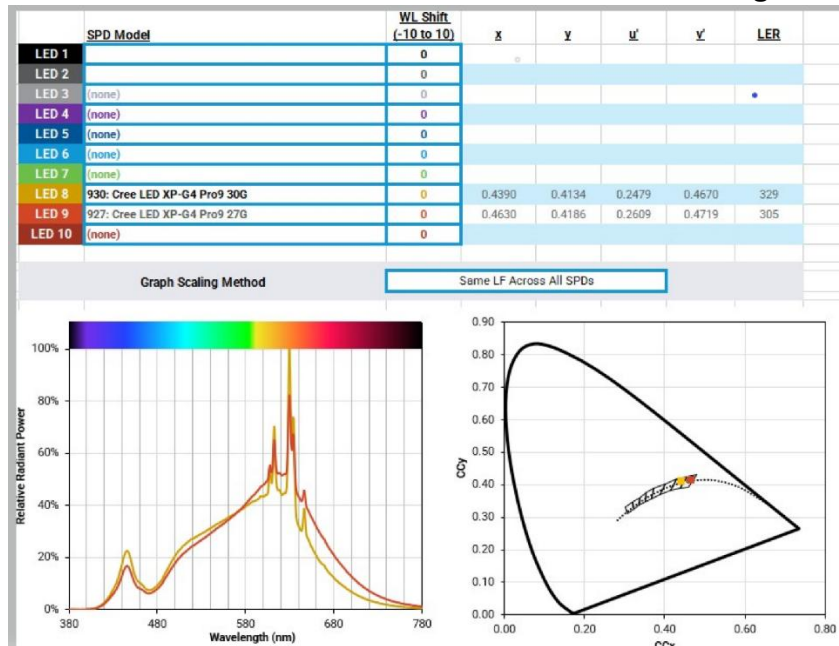 WL Shift
SPD Model (-10 to 10) x y u' v' LER
LED 1 0
LED 2 0
LED 3 (none) 0
LED 4 (none) 0
LED 5 (none) 0
LED 6 (none) 0
LED 7 (none) 0
LED 8 930: Cree LED XP-G4 Pro9 30G 0 0.4390 0.4134 0.2479 0.4670 329
LED 9 927: Cree LED XP-G4 Pro9 27G 0 0.4630 0.4186 0.2609 0.4719 305
LED 10 (none) 0
Graph Scaling Method Same LF Across All SPDs
100%
80%
60%
40%
20%
0%
Relative Radiant Power
380 480 580 680 780
Wavelength (nm)
0.90
0.80
0.70
0.60
0.50
0.40
0.30
0.20
0.10
0.00
CCy
0.00 0.20 0.40 0.60 0.80
CCx